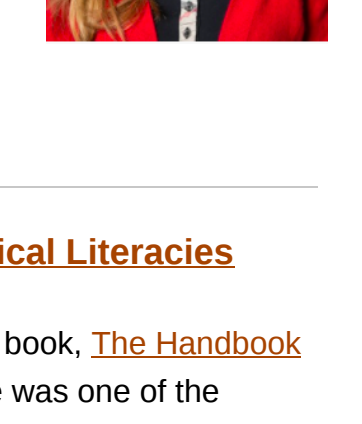 ical Literacies
book, The Handbook
was one of the